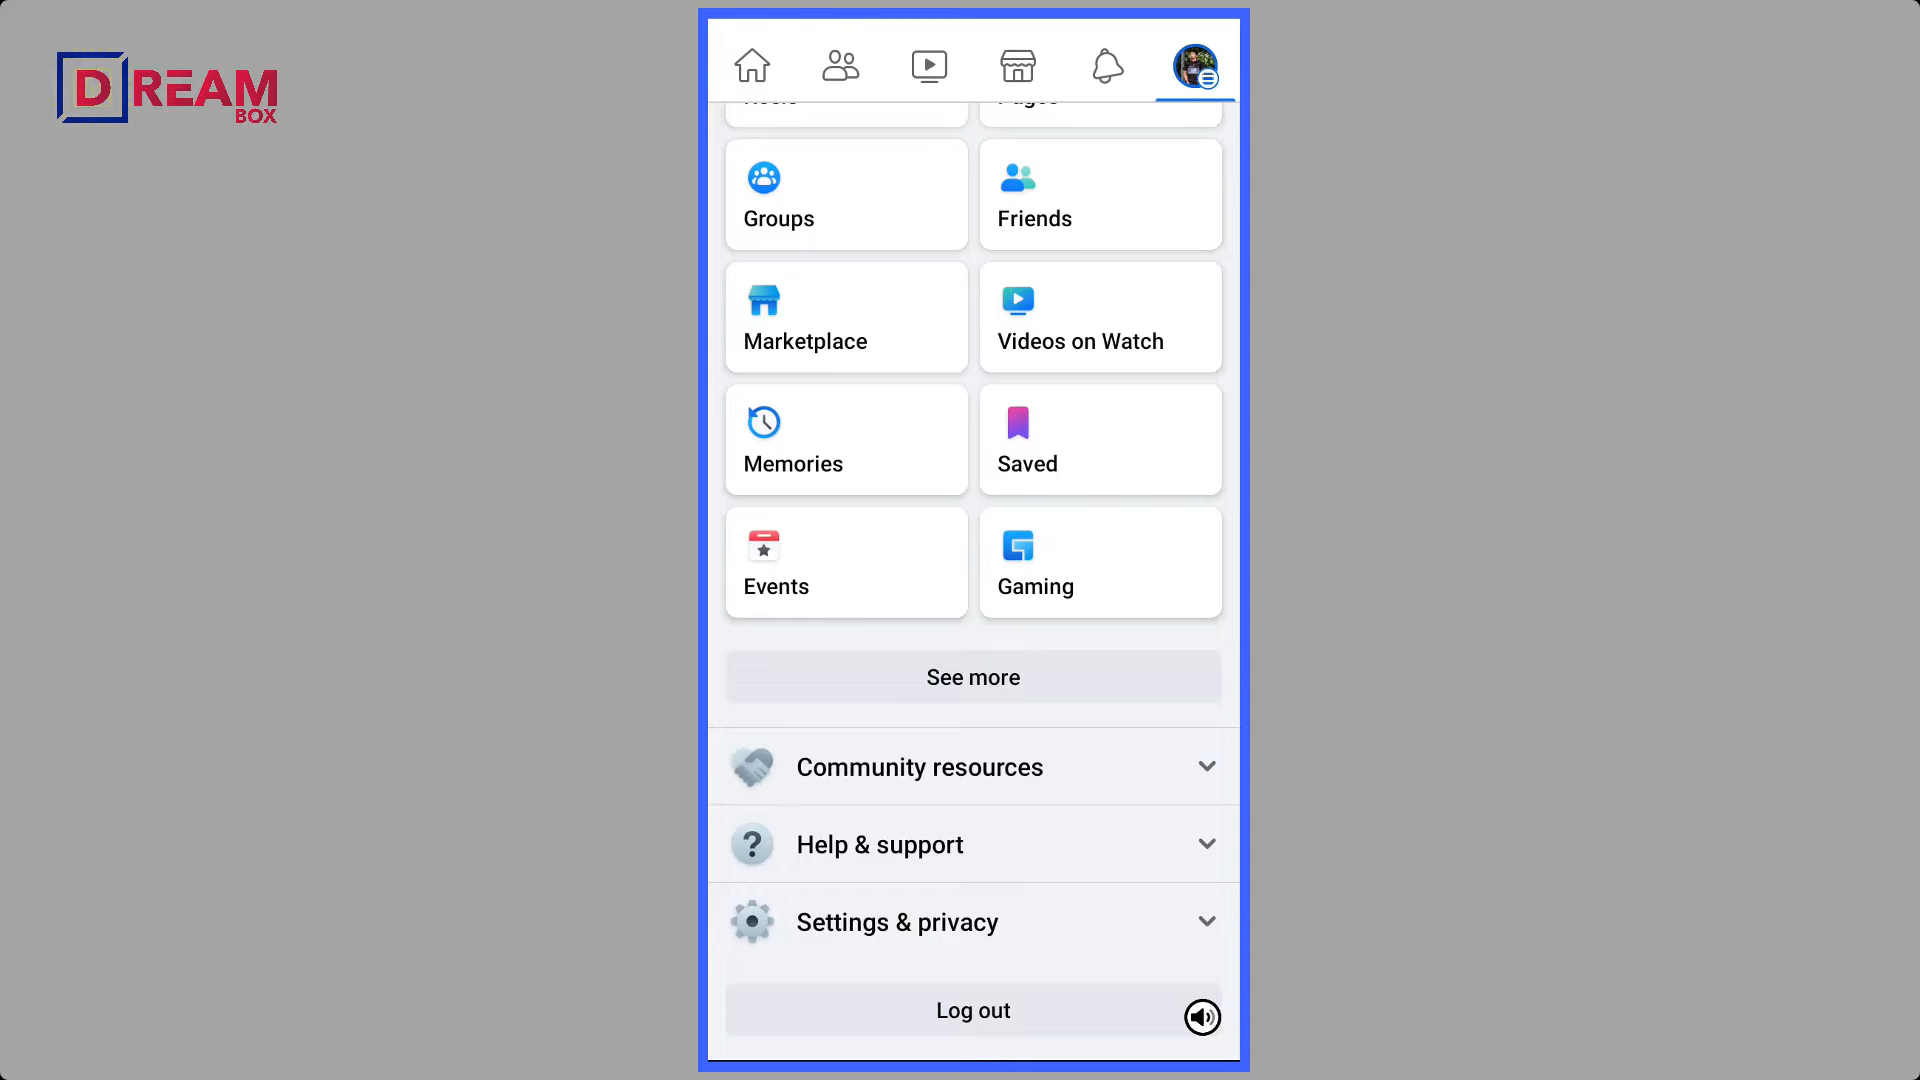 DREAM
BOX
Groups
Friends
Marketplace
Videos on Watch
Memories
Saved
Events
Gaming
See more
Community resources
Help & support
Settings & privacy
Log out